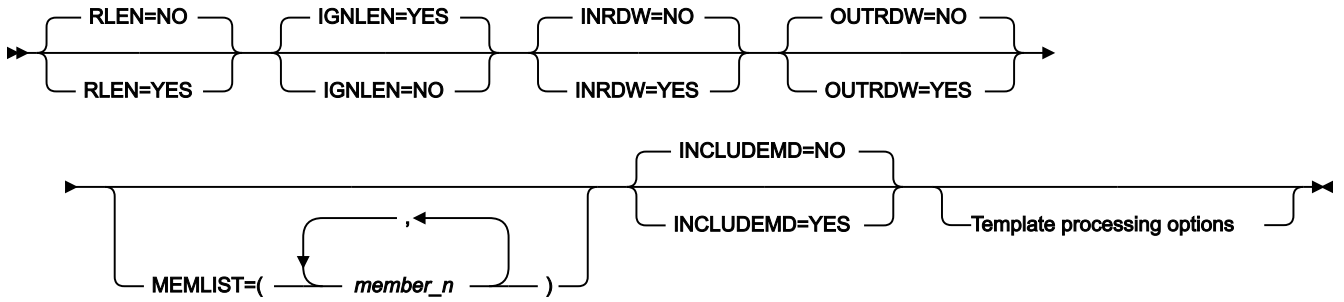 RLEN=NO IGNLEN=YES INRDW=NO OUTRDW=NO
RLEN=YES IGNLEN=NO INRDW=YES OUTRDW=YES
INCLUDEMD=NO
,
INCLUDEMD=YES Template processing options
MEMLIST=( member_n )